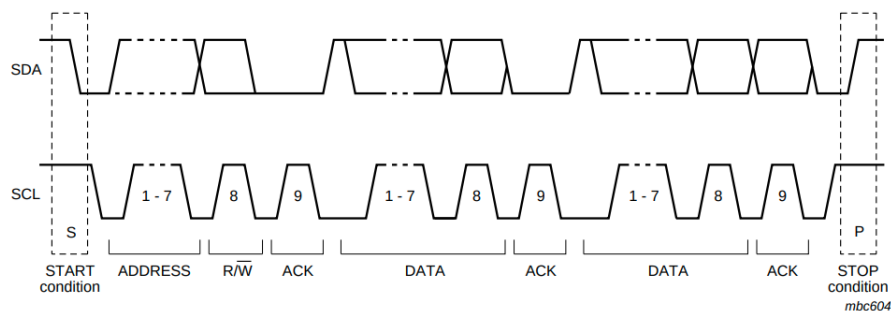 SDA
SCL
1 - 7 8 9 1 - 7 8 9 1 - 7 8 9
S P
START ADDRESS R/W̅ ACK DATA ACK DATA ACK STOP
condition condition
mbc604